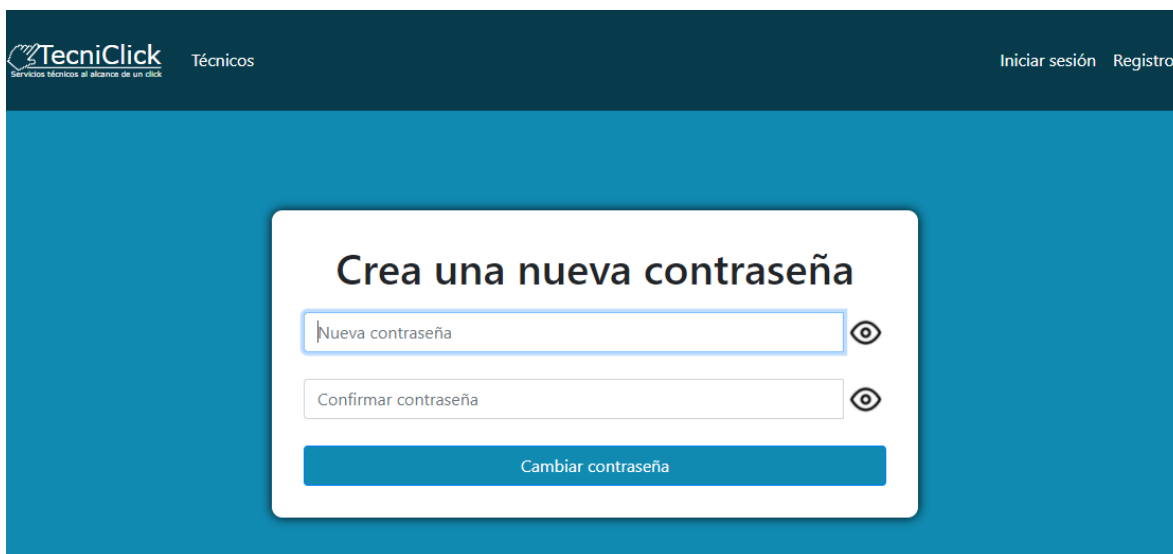 TecniClick
Servicios técnicos al alcance de un click
Técnicos
Iniciar sesión
Registro
Crea una nueva contraseña
Nueva contraseña
Confirmar contraseña
Cambiar contraseña